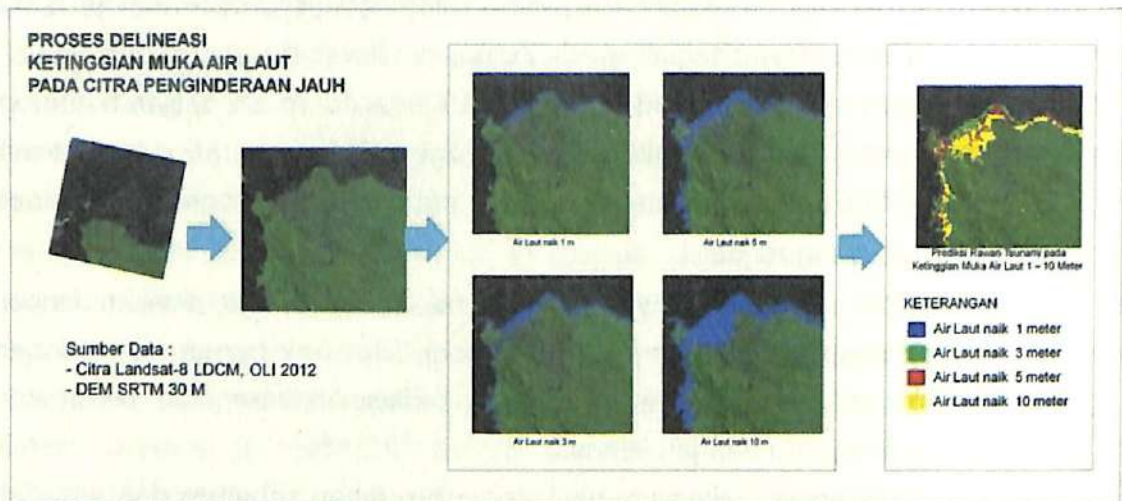 PROSES DELINEASI
KETINGGIAN MUKA AIR LAUT
PADA CITRA PENGINDERAAN JAUH
Sumber Data :
- Citra Landsat-8 LDCM, OLI 2012
- DEM SRTM 30 M
Air Laut naik 1 m
Air Laut naik 5 m
Air Laut naik 3 m
Air Laut naik 10 m
Prediksi Rawan Tsunami pada
Ketinggian Muka Air Laut 1 – 10 Meter
KETERANGAN
Air Laut naik 1 meter
Air Laut naik 3 meter
Air Laut naik 5 meter
Air Laut naik 10 meter